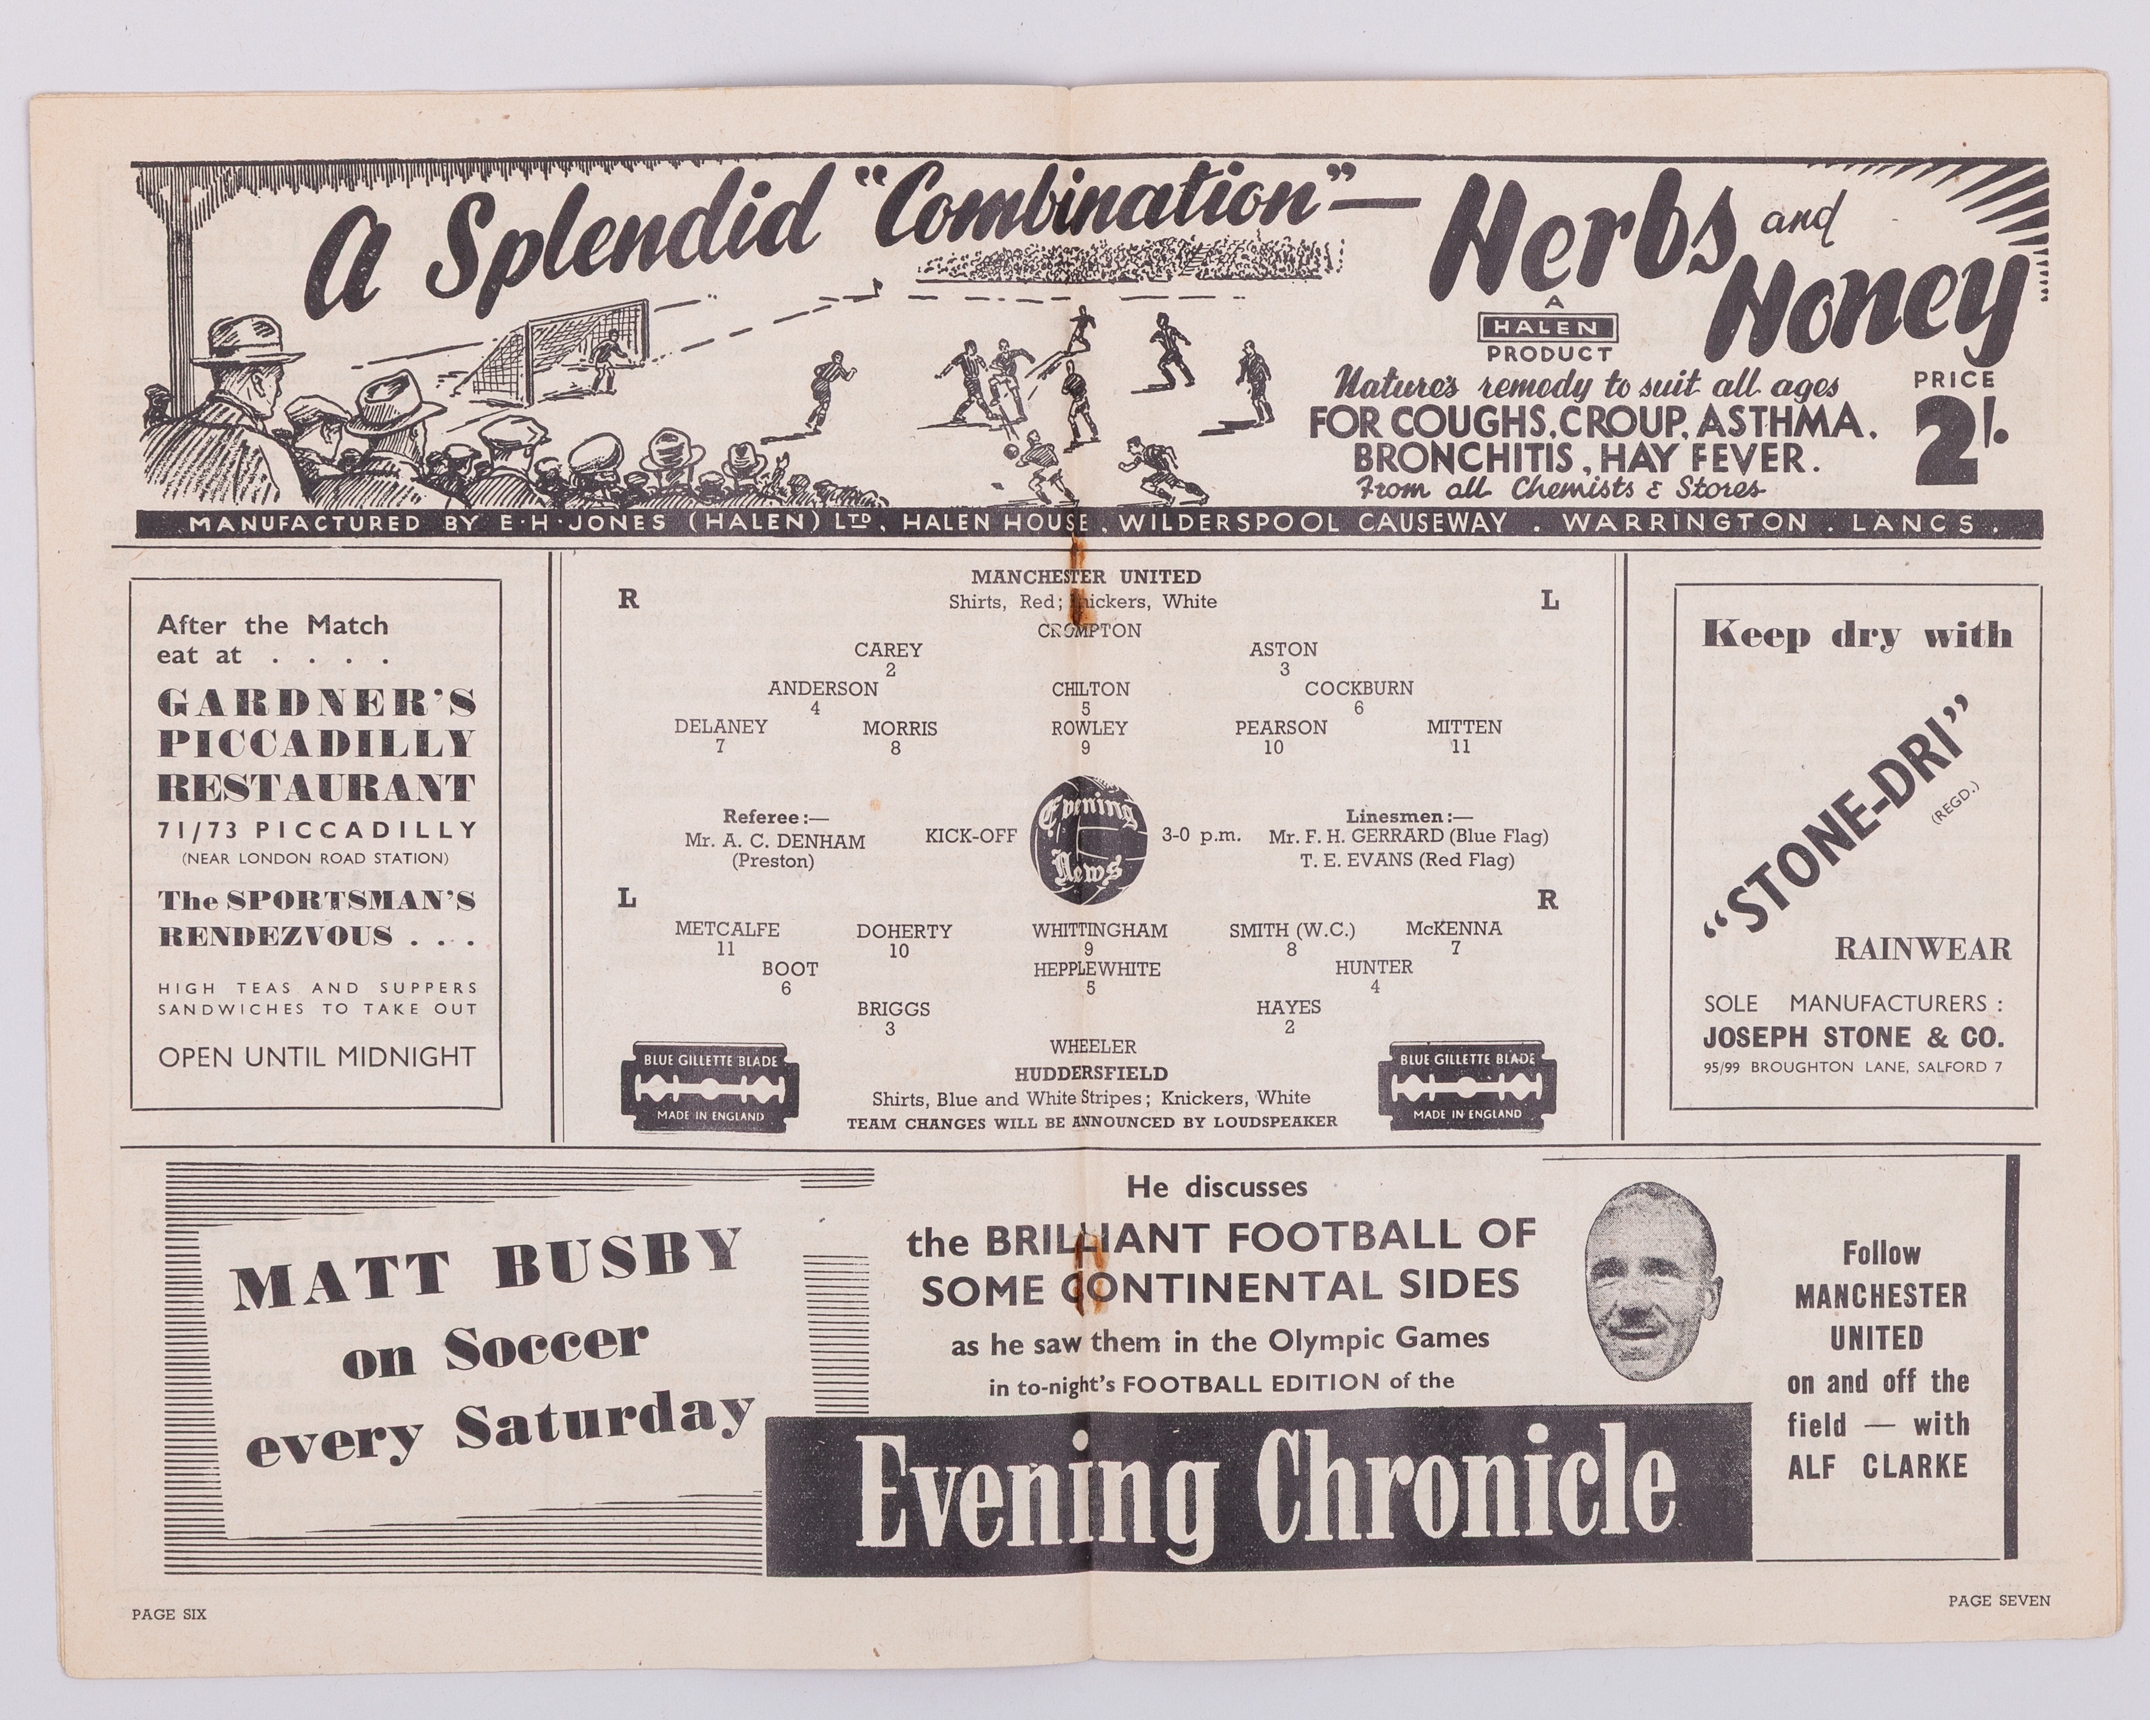 A Splendid "Combination"—
Herbs and
Honey
A
HALEN
PRODUCT
Nature's remedy to suit all ages
FOR COUGHS, CROUP, ASTHMA,
BRONCHITIS, HAY FEVER.
From all Chemists & Stores
PRICE
2/-
MANUFACTURED BY E·H·JONES (HALEN) LTD, HALEN HOUSE, WILDERSPOOL CAUSEWAY . WARRINGTON . LANCS.
After the Match
eat at . . . .
GARDNER'S
PICCADILLY
RESTAURANT
71/73 PICCADILLY
(NEAR LONDON ROAD STATION)
The SPORTSMAN'S
RENDEZVOUS . . .
HIGH TEAS AND SUPPERS
SANDWICHES TO TAKE OUT
OPEN UNTIL MIDNIGHT
MANCHESTER UNITED
R Shirts, Red; Knickers, White L
CROMPTON
CAREY ASTON
2 3
ANDERSON CHILTON COCKBURN
4 5 6
DELANEY MORRIS ROWLEY PEARSON MITTEN
7 8 9 10 11
Referee:—
Mr. A. C. DENHAM
(Preston)
KICK-OFF
Evening
News
3-0 p.m.
Linesmen:—
Mr. F. H. GERRARD (Blue Flag)
T. E. EVANS (Red Flag)
L R
METCALFE DOHERTY WHITTINGHAM SMITH (W.C.) McKENNA
11 10 9 8 7
BOOT HEPPLEWHITE HUNTER
6 5 4
BRIGGS HAYES
3 2
WHEELER
HUDDERSFIELD
Shirts, Blue and White Stripes; Knickers, White
TEAM CHANGES WILL BE ANNOUNCED BY LOUDSPEAKER
BLUE GILLETTE BLADE
MADE IN ENGLAND
BLUE GILLETTE BLADE
MADE IN ENGLAND
Keep dry with
"STONE-DRI"
(REGD.)
RAINWEAR
SOLE MANUFACTURERS:
JOSEPH STONE & CO.
95/99 BROUGHTON LANE, SALFORD 7
MATT BUSBY
on Soccer
every Saturday
He discusses
the BRILLIANT FOOTBALL OF
SOME CONTINENTAL SIDES
as he saw them in the Olympic Games
in to-night's FOOTBALL EDITION of the
Evening Chronicle
Follow
MANCHESTER
UNITED
on and off the
field — with
ALF CLARKE
PAGE SIX
PAGE SEVEN